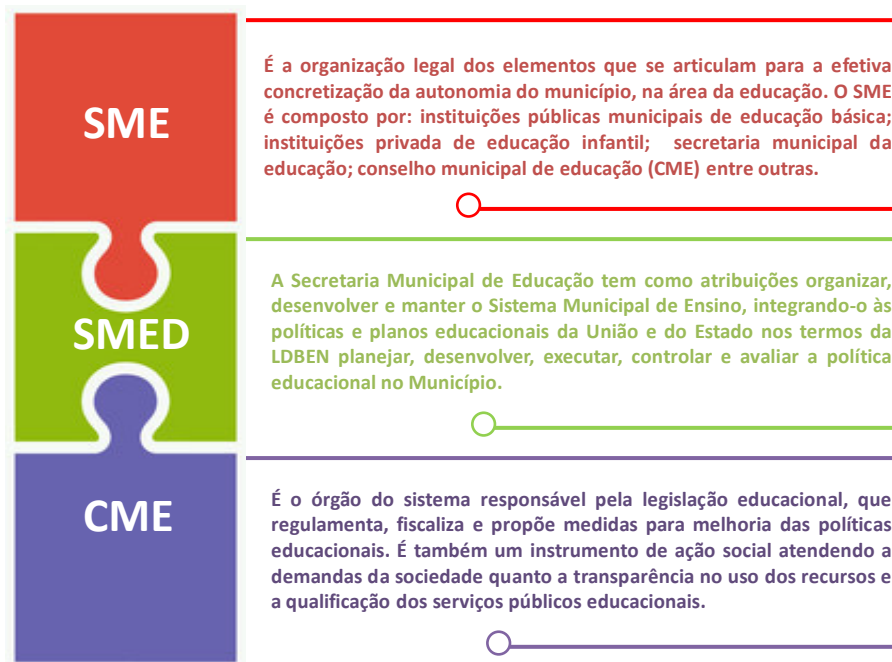 SME
É a organização legal dos elementos que se articulam para a efetiva
concretização da autonomia do município, na área da educação. O SME
é composto por: instituições públicas municipais de educação básica;
instituições privada de educação infantil; secretaria municipal da
educação; conselho municipal de educação (CME) entre outras.
SMED
A Secretaria Municipal de Educação tem como atribuições organizar,
desenvolver e manter o Sistema Municipal de Ensino, integrando-o às
políticas e planos educacionais da União e do Estado nos termos da
LDBEN planejar, desenvolver, executar, controlar e avaliar a política
educacional no Município.
CME
É o órgão do sistema responsável pela legislação educacional, que
regulamenta, fiscaliza e propõe medidas para melhoria das políticas
educacionais. É também um instrumento de ação social atendendo a
demandas da sociedade quanto a transparência no uso dos recursos e
a qualificação dos serviços públicos educacionais.